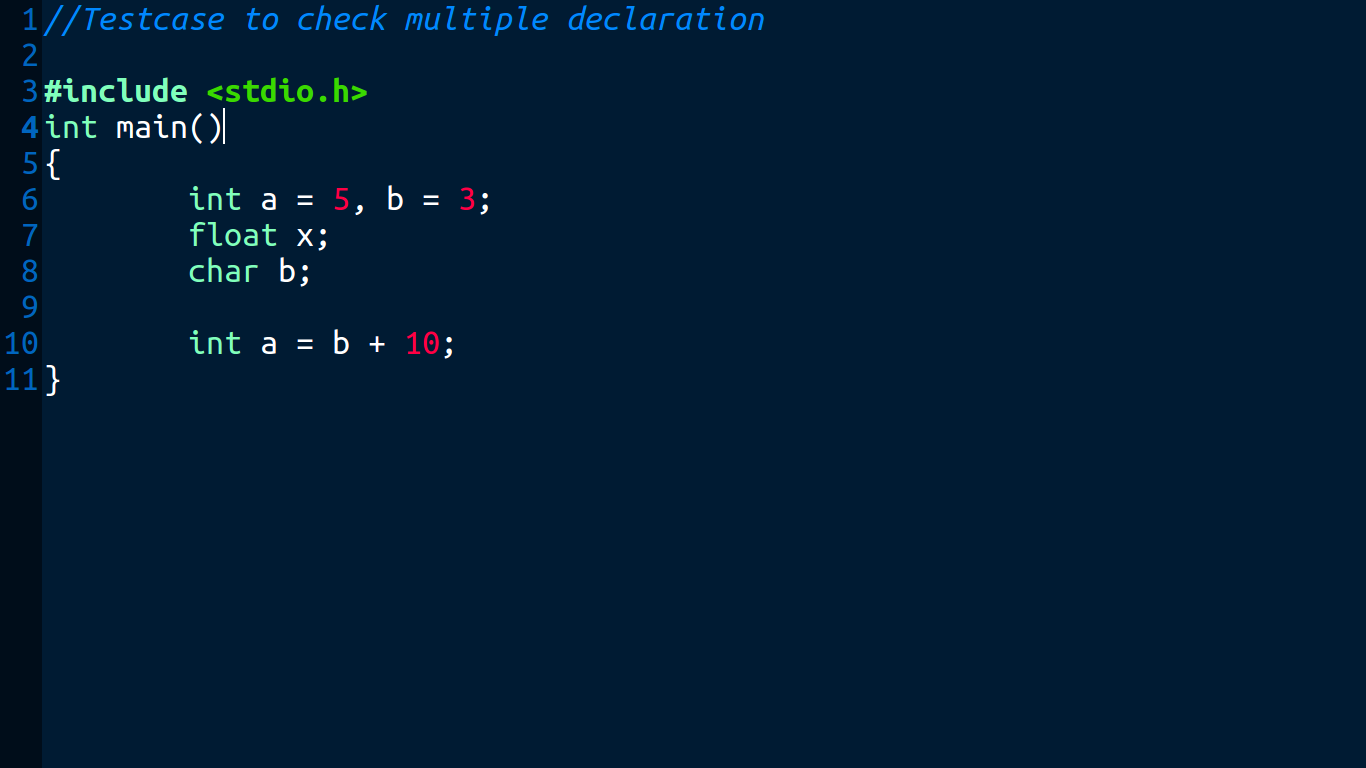 1 //Testcase to check multiple declaration
2
3 #include <stdio.h>
4 int main()
5 {
6         int a = 5, b = 3;
7         float x;
8         char b;
9
10         int a = b + 10;
11 }